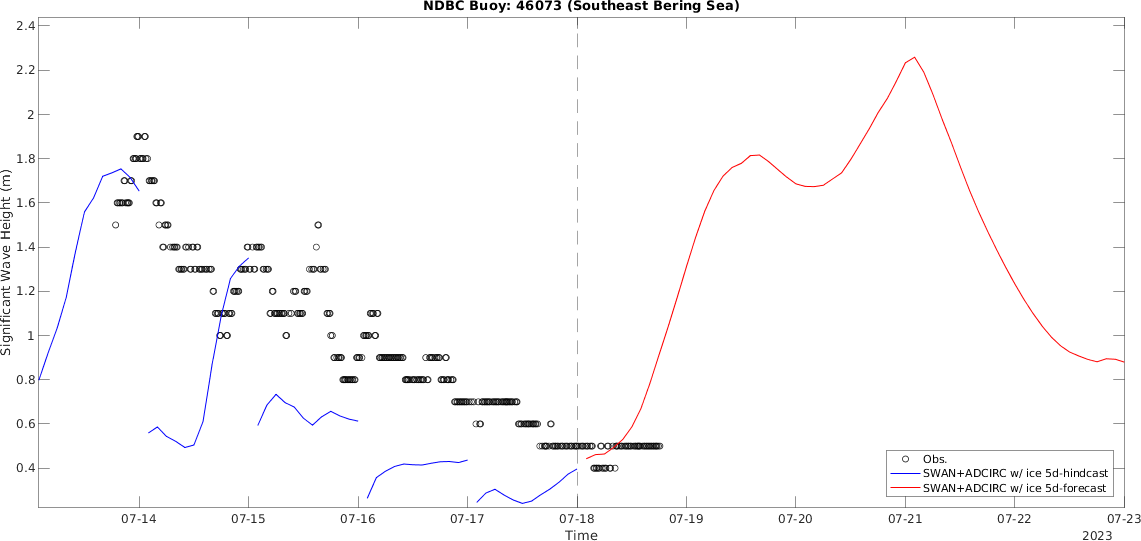 NDBC Buoy: 46073 (Southeast Bering Sea)
2.4
2.2
2
1.8
1.6
1.4
1.2
1
0.8
0.6
0.4
Significant Wave Height (m)
Obs.
SWAN+ADCIRC w/ ice 5d-hindcast
SWAN+ADCIRC w/ ice 5d-forecast
07-14 07-15 07-16 07-17 07-18 07-19 07-20 07-21 07-22 07-23
Time
2023